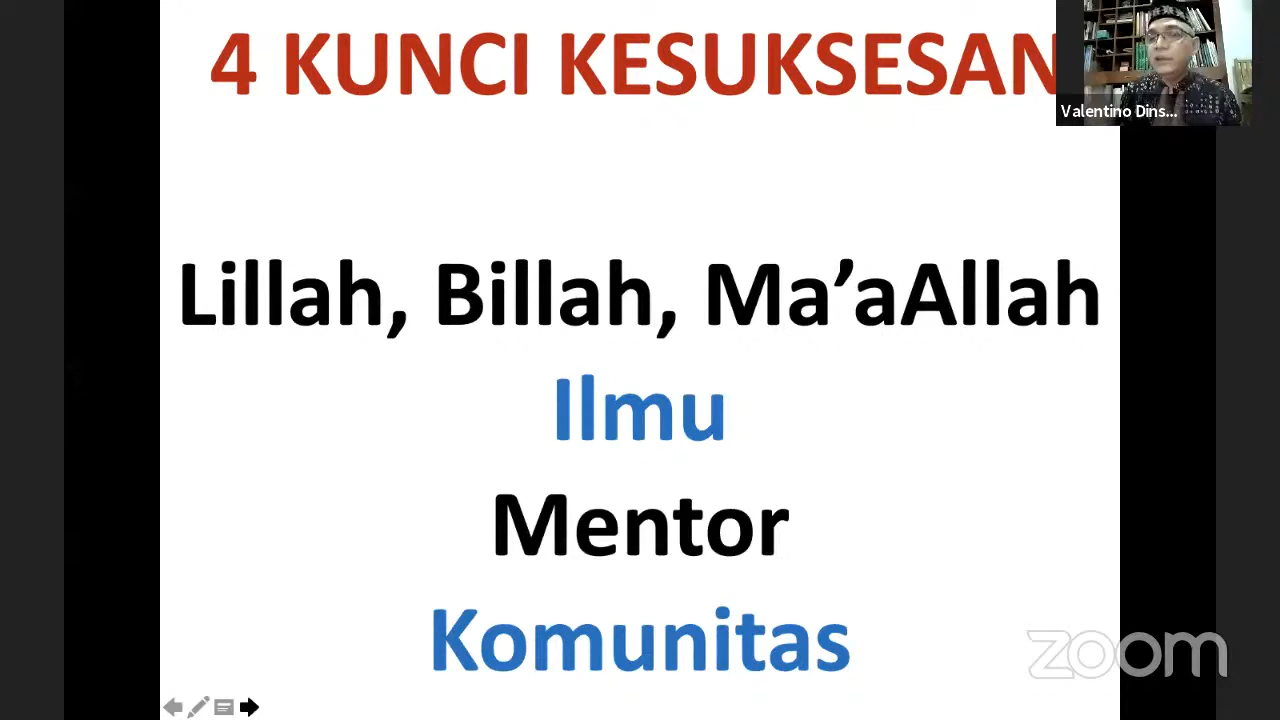 4 KUNCI KESUKSESAN
Valentino Dins...
Lillah, Billah, Ma’aAllah
Ilmu
Mentor
Komunitas
zoom